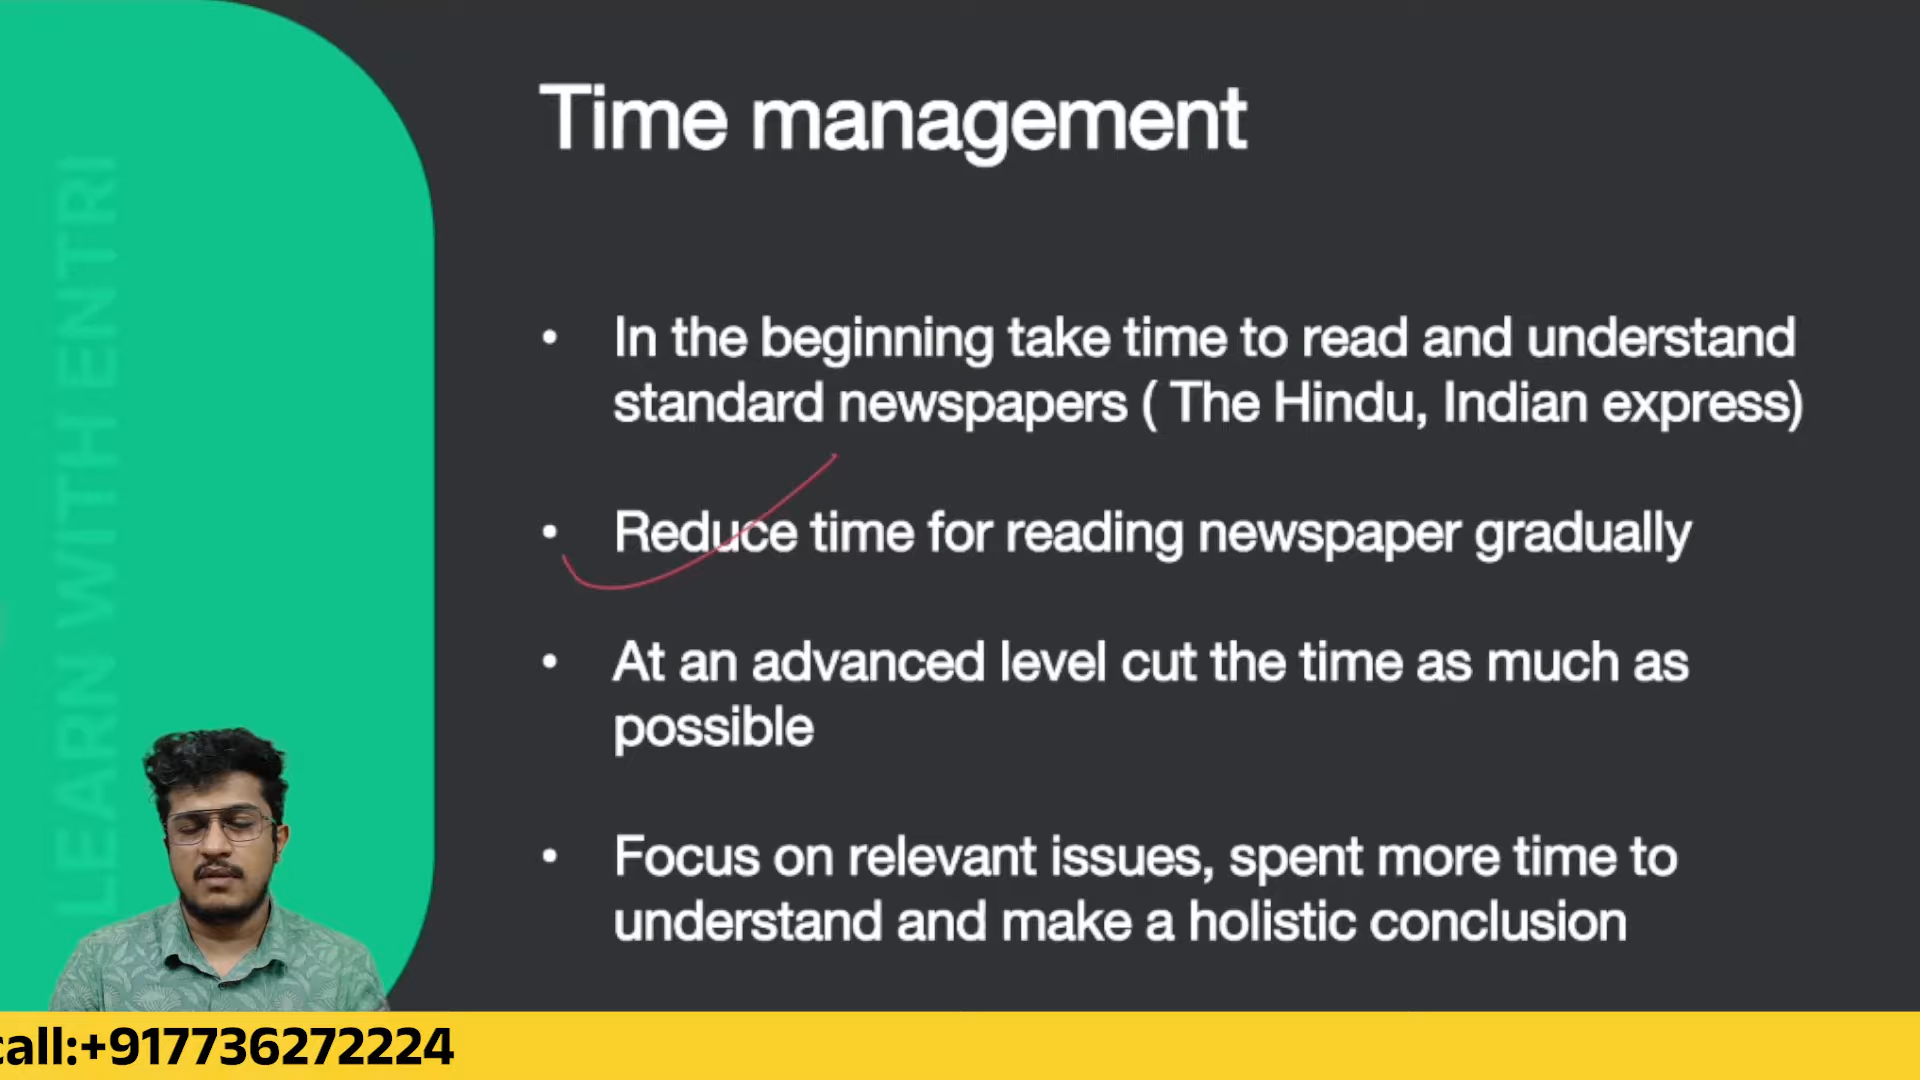 Time management
LEARN WITH ENTRI
• In the beginning take time to read and understand
standard newspapers ( The Hindu, Indian express)
• Reduce time for reading newspaper gradually
• At an advanced level cut the time as much as
possible
• Focus on relevant issues, spent more time to
understand and make a holistic conclusion
call:+917736272224